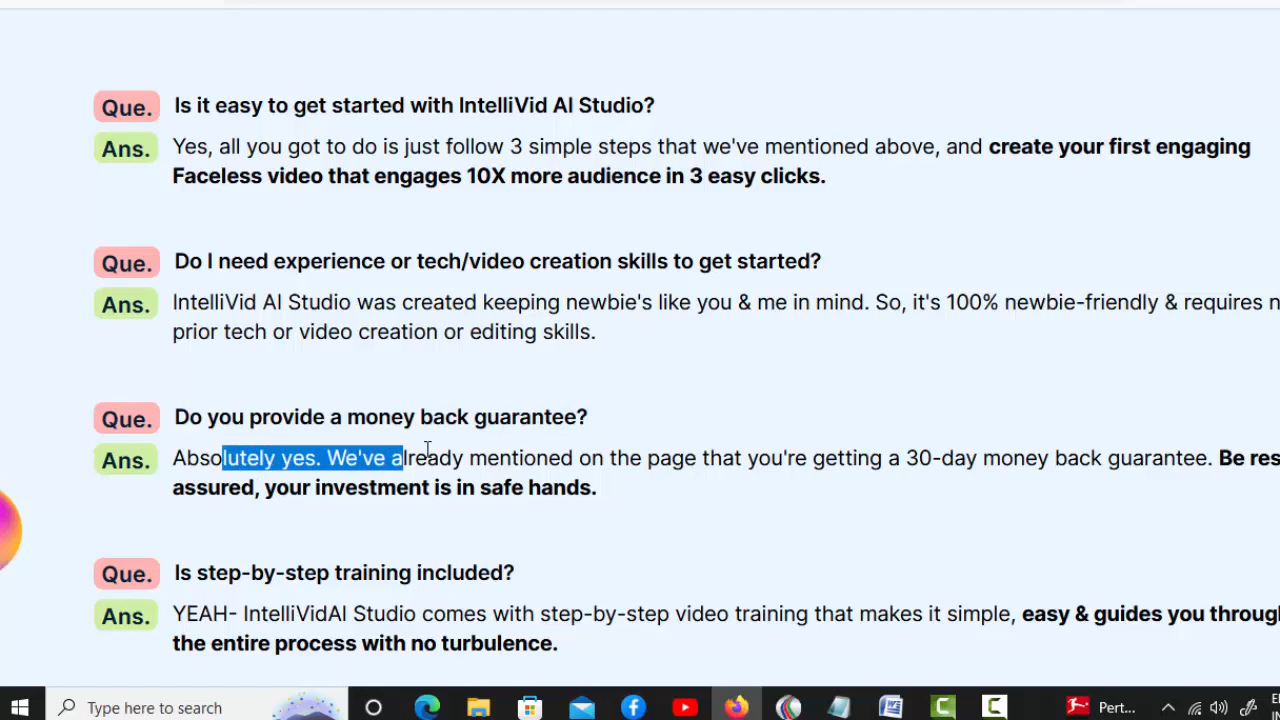 Que. Is it easy to get started with IntelliVid AI Studio?
Ans. Yes, all you got to do is just follow 3 simple steps that we've mentioned above, and create your first engaging
Faceless video that engages 10X more audience in 3 easy clicks.
Que. Do I need experience or tech/video creation skills to get started?
Ans. IntelliVid AI Studio was created keeping newbie's like you & me in mind. So, it's 100% newbie-friendly & requires
prior tech or video creation or editing skills.
Que. Do you provide a money back guarantee?
Ans. Absolutely yes. We've already mentioned on the page that you're getting a 30-day money back guarantee. Be
assured, your investment is in safe hands.
Que. Is step-by-step training included?
Ans. YEAH- IntelliVidAI Studio comes with step-by-step video training that makes it simple, easy & guides you
the entire process with no turbulence.
Type here to search
Pert...